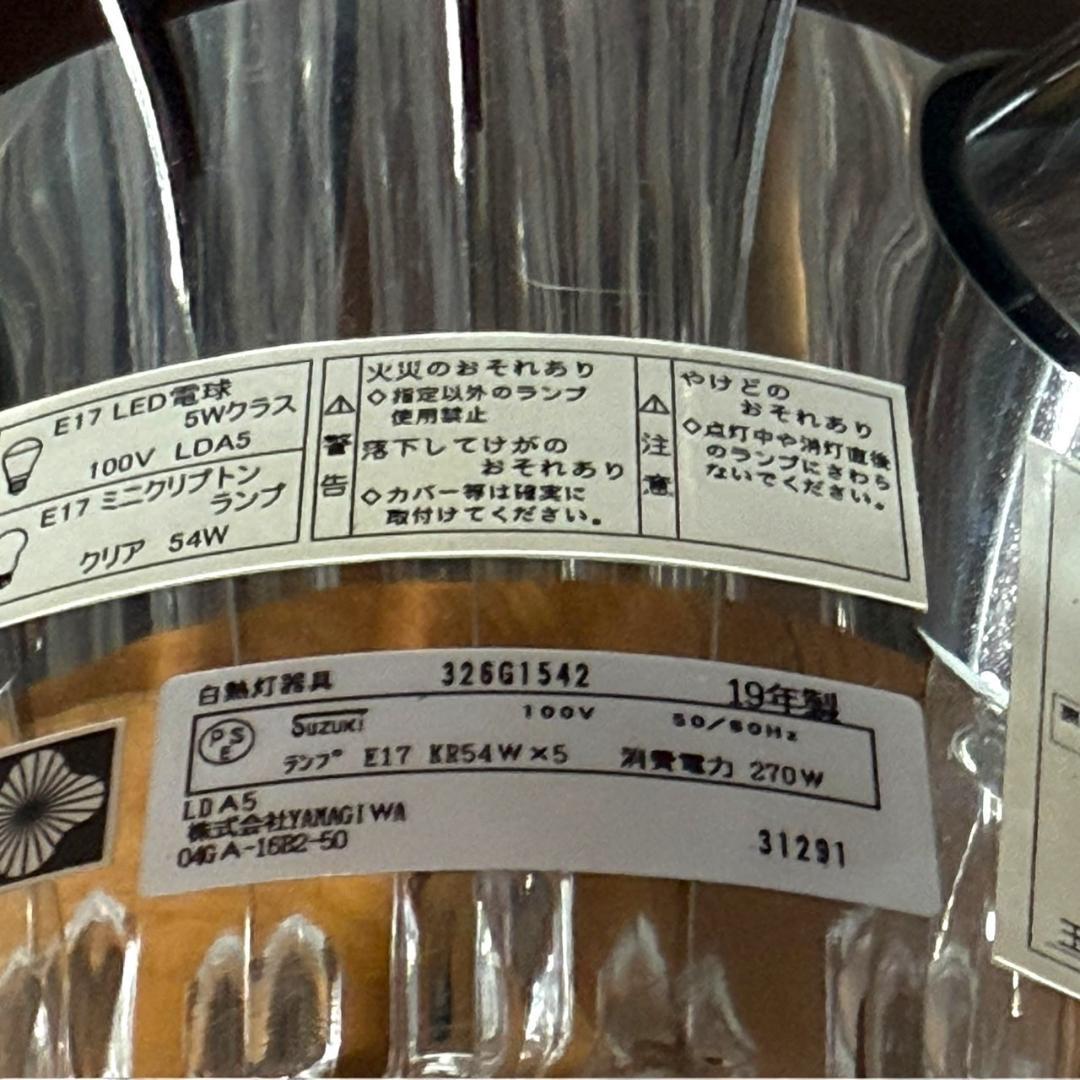 E17 LED電球
5Wクラス
100V LDA5
E17 ミニクリプトン
ランプ
クリア 54W
警告
火災のおそれあり
◇指定以外のランプ
使用禁止
落下してけがの
おそれあり
◇カバー等は確実に
取付けてください。
注意
やけどの
おそれあり
◇点灯中や消灯直後
のランプにさわら
ないでください。
白熱灯器具 326G1542 19年製
PSE Suzuki 100V 50/60Hz
ランプ E17 KR54W×5 消費電力 270W
LDA5
株式会社YAMAGIWA
04GA-16B2-50 31291